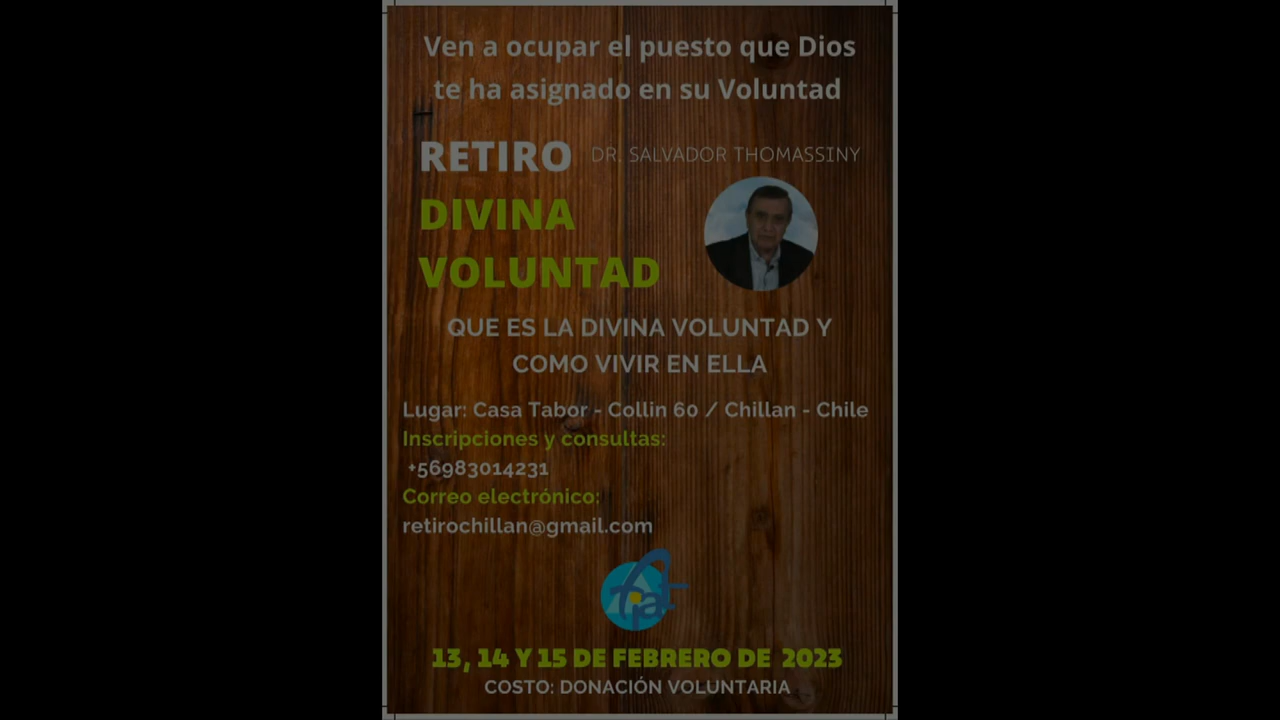 Ven a ocupar el puesto que Dios
te ha asignado en su Voluntad
RETIRO
DR. SALVADOR THOMASSINY
DIVINA
VOLUNTAD
QUE ES LA DIVINA VOLUNTAD Y
COMO VIVIR EN ELLA
Lugar: Casa Tabor - Collin 60 / Chillan - Chile
Inscripciones y consultas:
+56983014231
Correo electrónico:
retirochillan@gmail.com
fiat
13, 14 Y 15 DE FEBRERO DE 2023
COSTO: DONACIÓN VOLUNTARIA